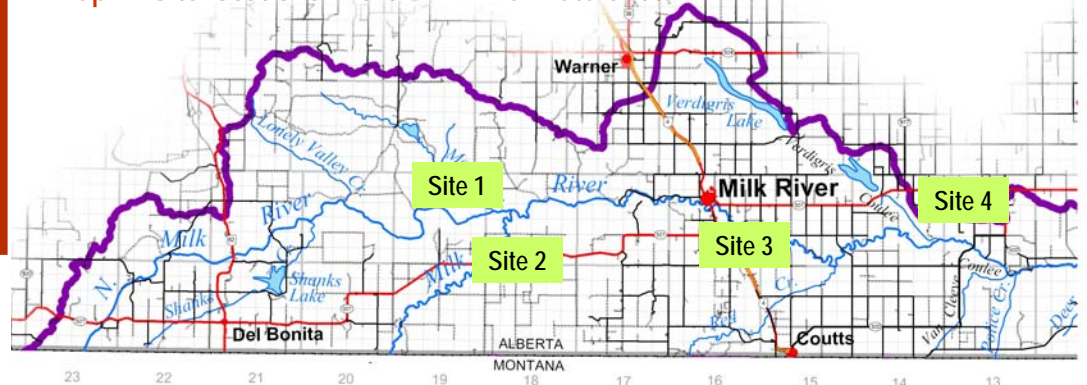 Warner
Verdigris
Lake
Lonely Valley Cr.
Verdigris
Site 1
River
Milk River
Coulee
Site 4
River
Milk
Site 2
Site 3
N.
Milk
Shanks
Lake
Shanks
Cr.
Red
Coulee
Van Cleeve
Police Cr.
Deer
Del Bonita
Coutts
ALBERTA
MONTANA
23 22 21 20 19 18 17 16 15 14 13